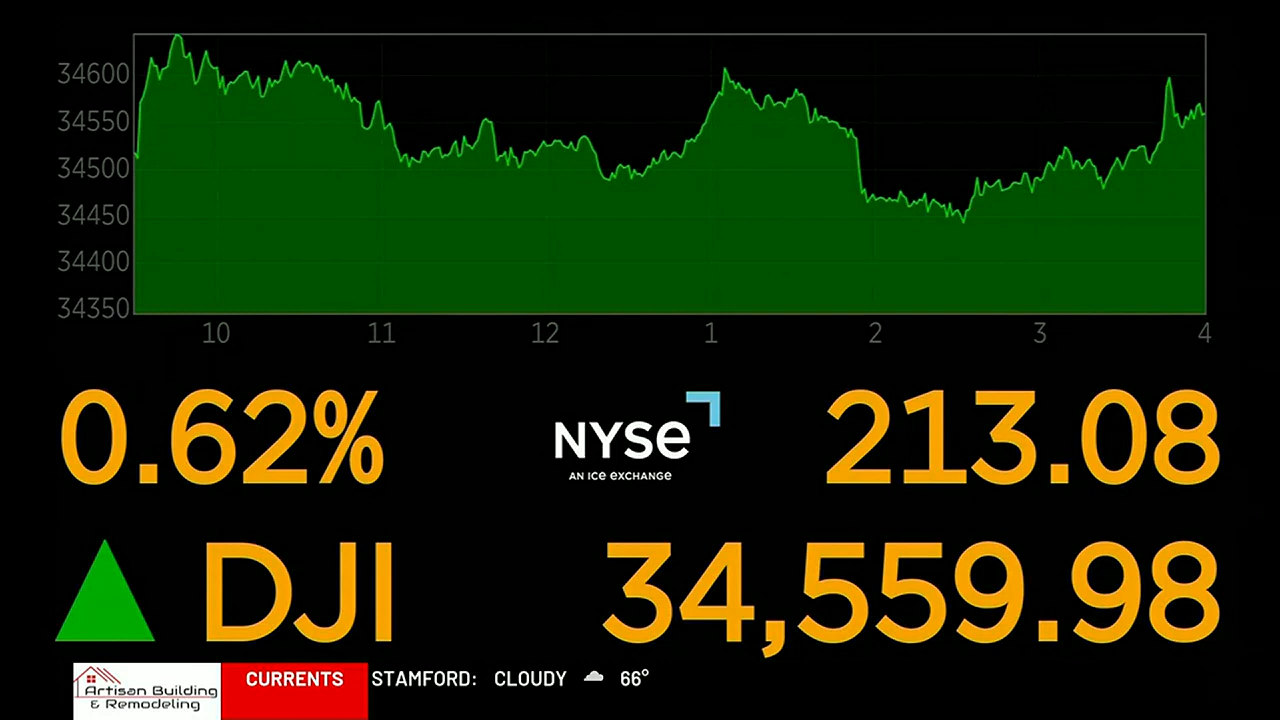 34600
34550
34500
34450
34400
34350
10 11 12 1 2 3 4
0.62% NYSE 213.08
AN ICE EXCHANGE
DJI 34,559.98
Artisan Building
& Remodeling
CURRENTS STAMFORD: CLOUDY 66°